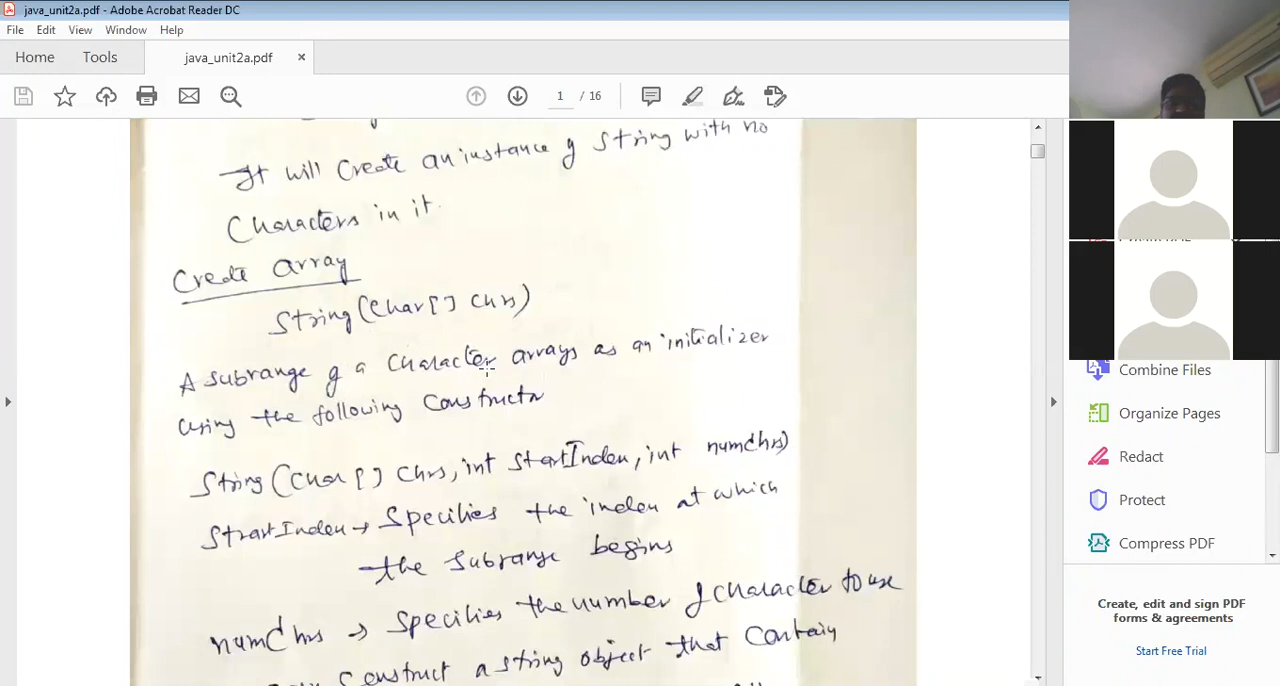 java_unit2a.pdf - Adobe Acrobat Reader DC
File Edit View Window Help
Home Tools java_unit2a.pdf ×
1 / 16
It will Create an instance of String with no
Characters in it.
Create array
String (Char[] Chrs)
A subrange of a character arrays as an initializer
using the following Constructor
String (Char[] Chrs, int StartIndex, int numChrs)
StartIndex → Specifies the index at which
the subrange begins
numChrs → Specifies the number of character to use
Construct a string object that Contain
Combine Files
Organize Pages
Redact
Protect
Compress PDF
Create, edit and sign PDF
forms & agreements
Start Free Trial